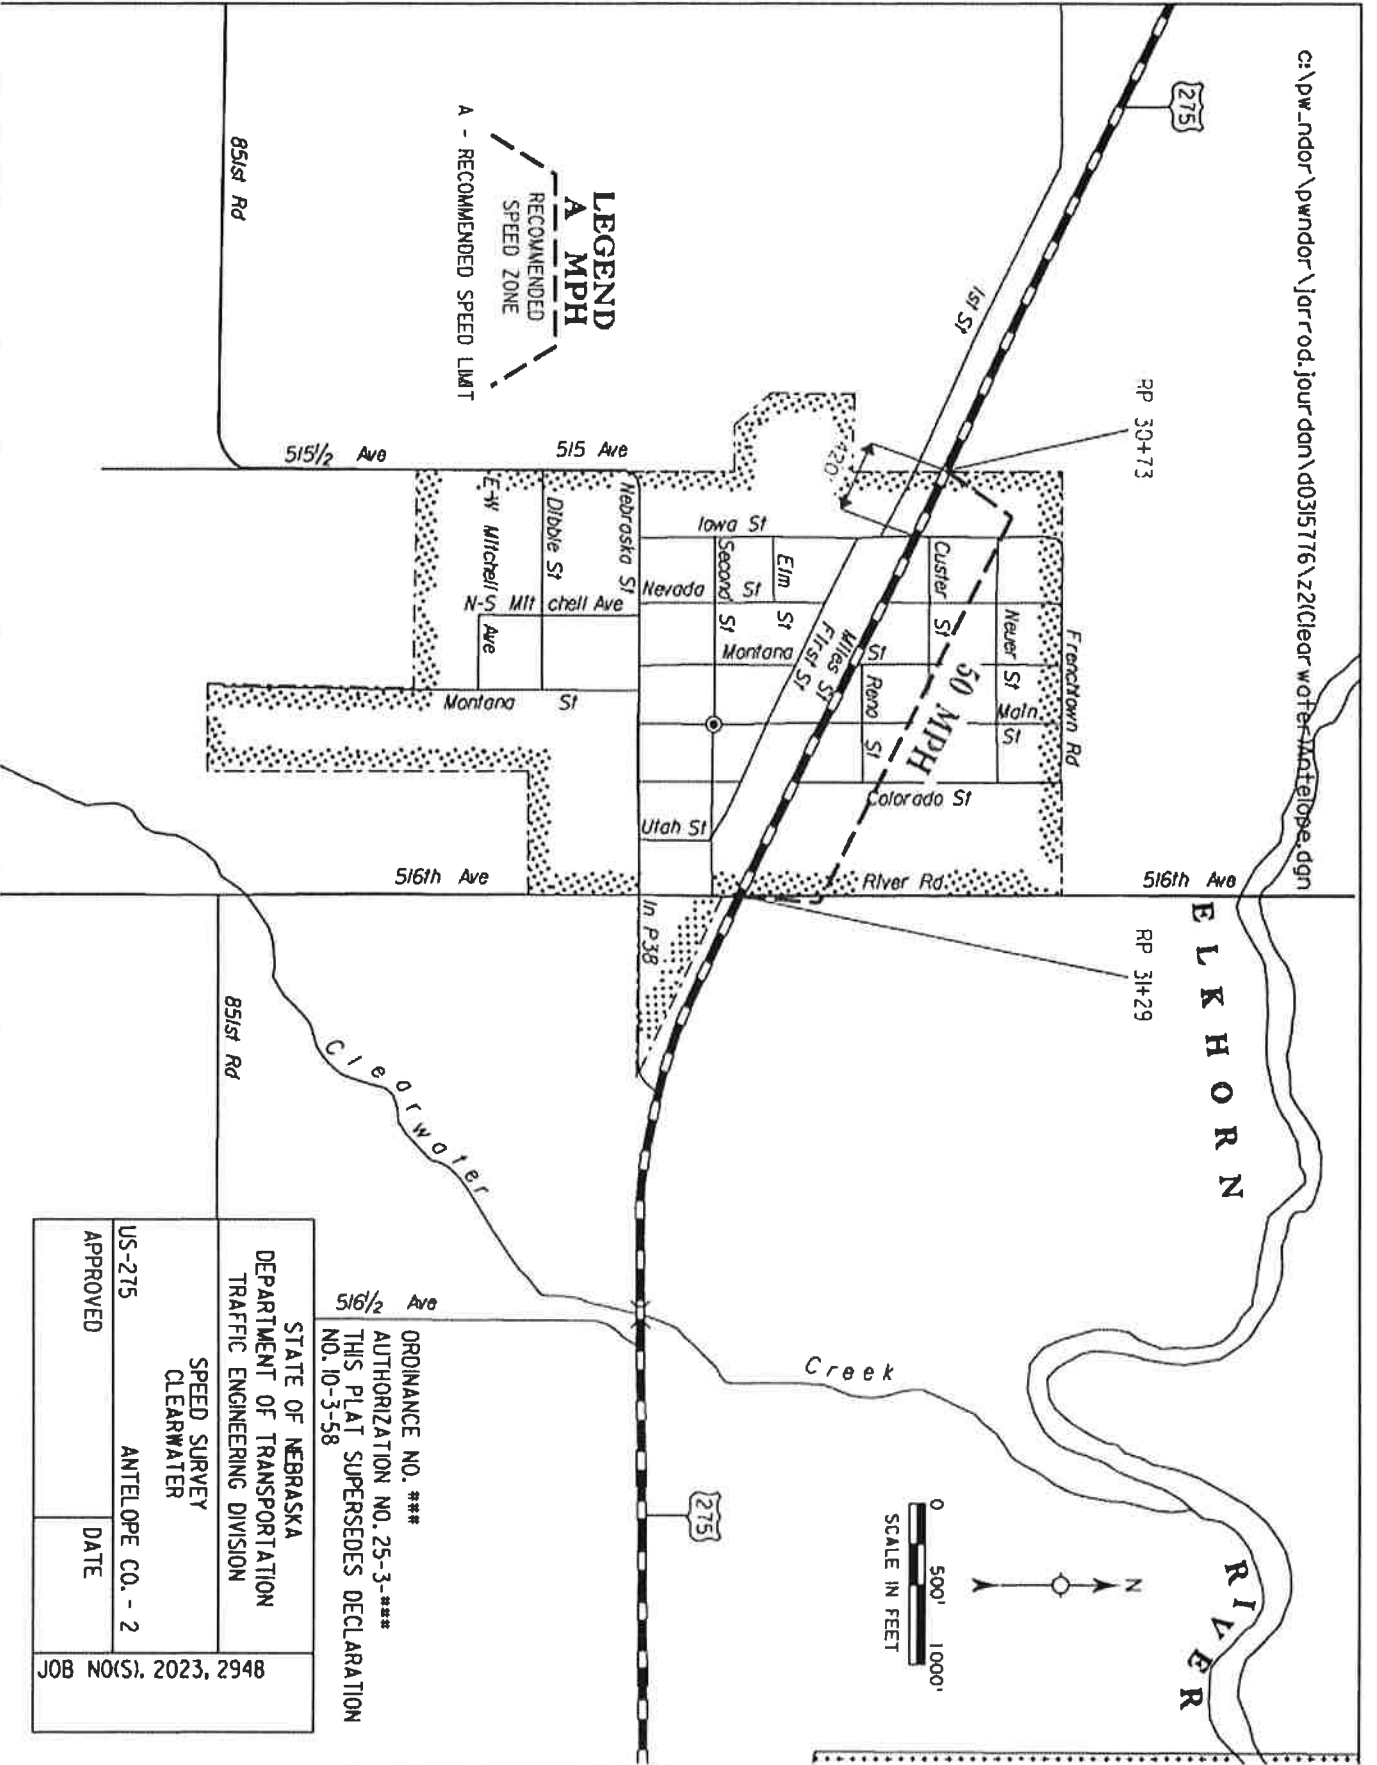 c:\pw_ndor\pwndor\jarrod.jourdan\d0315776\z2(Clearwater)Antelope.dgn
275
RP 30+73
RP 31+29
ELKHORN
RIVER
516th Ave
N
0 500' 1000'
SCALE IN FEET
1st St
420'
Frenchtown Rd
Neuer St
Main St
50 MPH
Custer St
Reno St
Colorado St
River Rd
Miles St
First St
Iowa St
Elm St
Second St
Nevada St
Montana St
Utah St
Nebraska St
Dibble St
E-W Mitchell Ave
N-S Mitchell Ave
Montana St
ln P38
515 Ave
515½ Ave
516th Ave
851st Rd
851st Rd
Clearwater
Creek
275
516½ Ave
LEGEND
A MPH
RECOMMENDED
SPEED ZONE
A - RECOMMENDED SPEED LIMIT
ORDINANCE NO. ###
AUTHORIZATION NO. 25-3-###
THIS PLAT SUPERSEDES DECLARATION
NO. 10-3-58
STATE OF NEBRASKA
DEPARTMENT OF TRANSPORTATION
TRAFFIC ENGINEERING DIVISION
SPEED SURVEY
CLEARWATER
US-275 ANTELOPE CO. - 2
APPROVED DATE
JOB NO(S). 2023, 2948